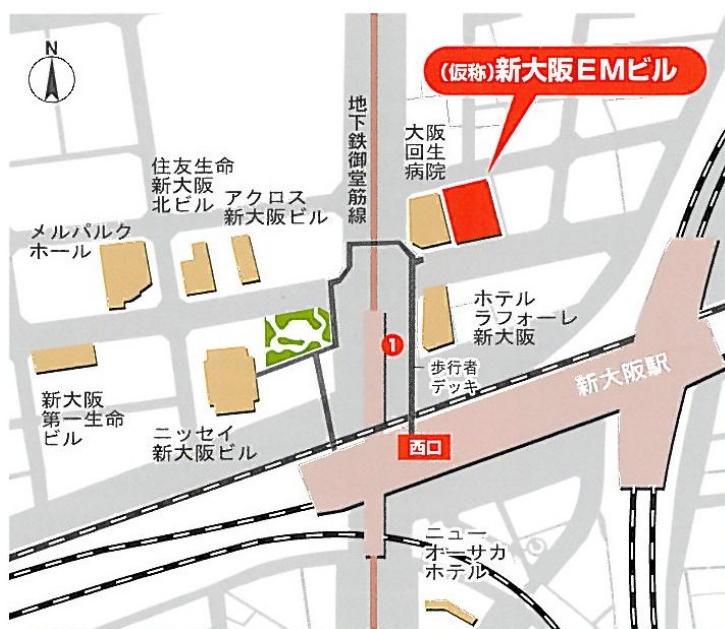 N
(仮称)新大阪EMビル
地下鉄御堂筋線
大阪
回生
病院
住友生命
新大阪
北ビル
アクロス
新大阪ビル
メルパルク
ホール
ホテル
ラフォーレ
新大阪
1
歩行者
デッキ
新大阪駅
新大阪
第一生命
ビル
ニッセイ
新大阪ビル
西口
ニュー
オーサカ
ホテル